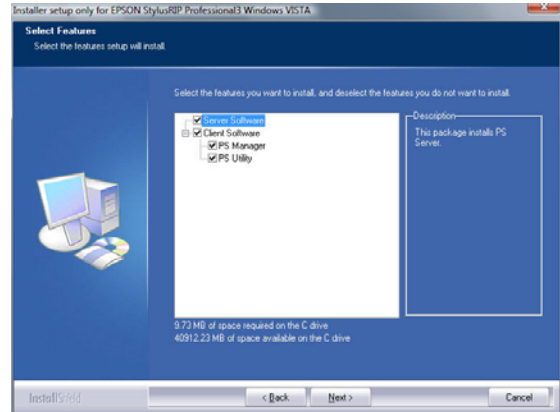 Installer setup only for EPSON StylusRIP Professional3 Windows VISTA
Select Features
Select the features setup will install.
Select the features you want to install, and deselect the features you do not want to install.
Server Software
Client Software
PS Manager
PS Utility
Description
This package installs PS
Server.
9.73 MB of space required on the C drive
40912.23 MB of space available on the C drive
InstallShield
< Back
Next >
Cancel